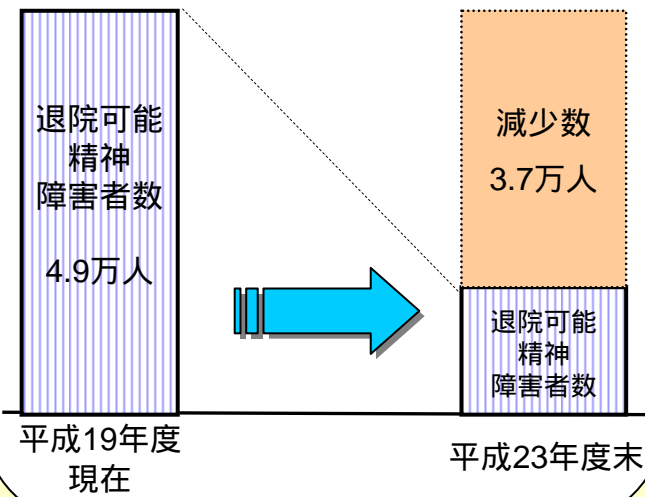 退院可能
精神
障害者数
4.9万人
減少数
3.7万人
退院可能
精神
障害者数
平成19年度
現在
平成23年度末